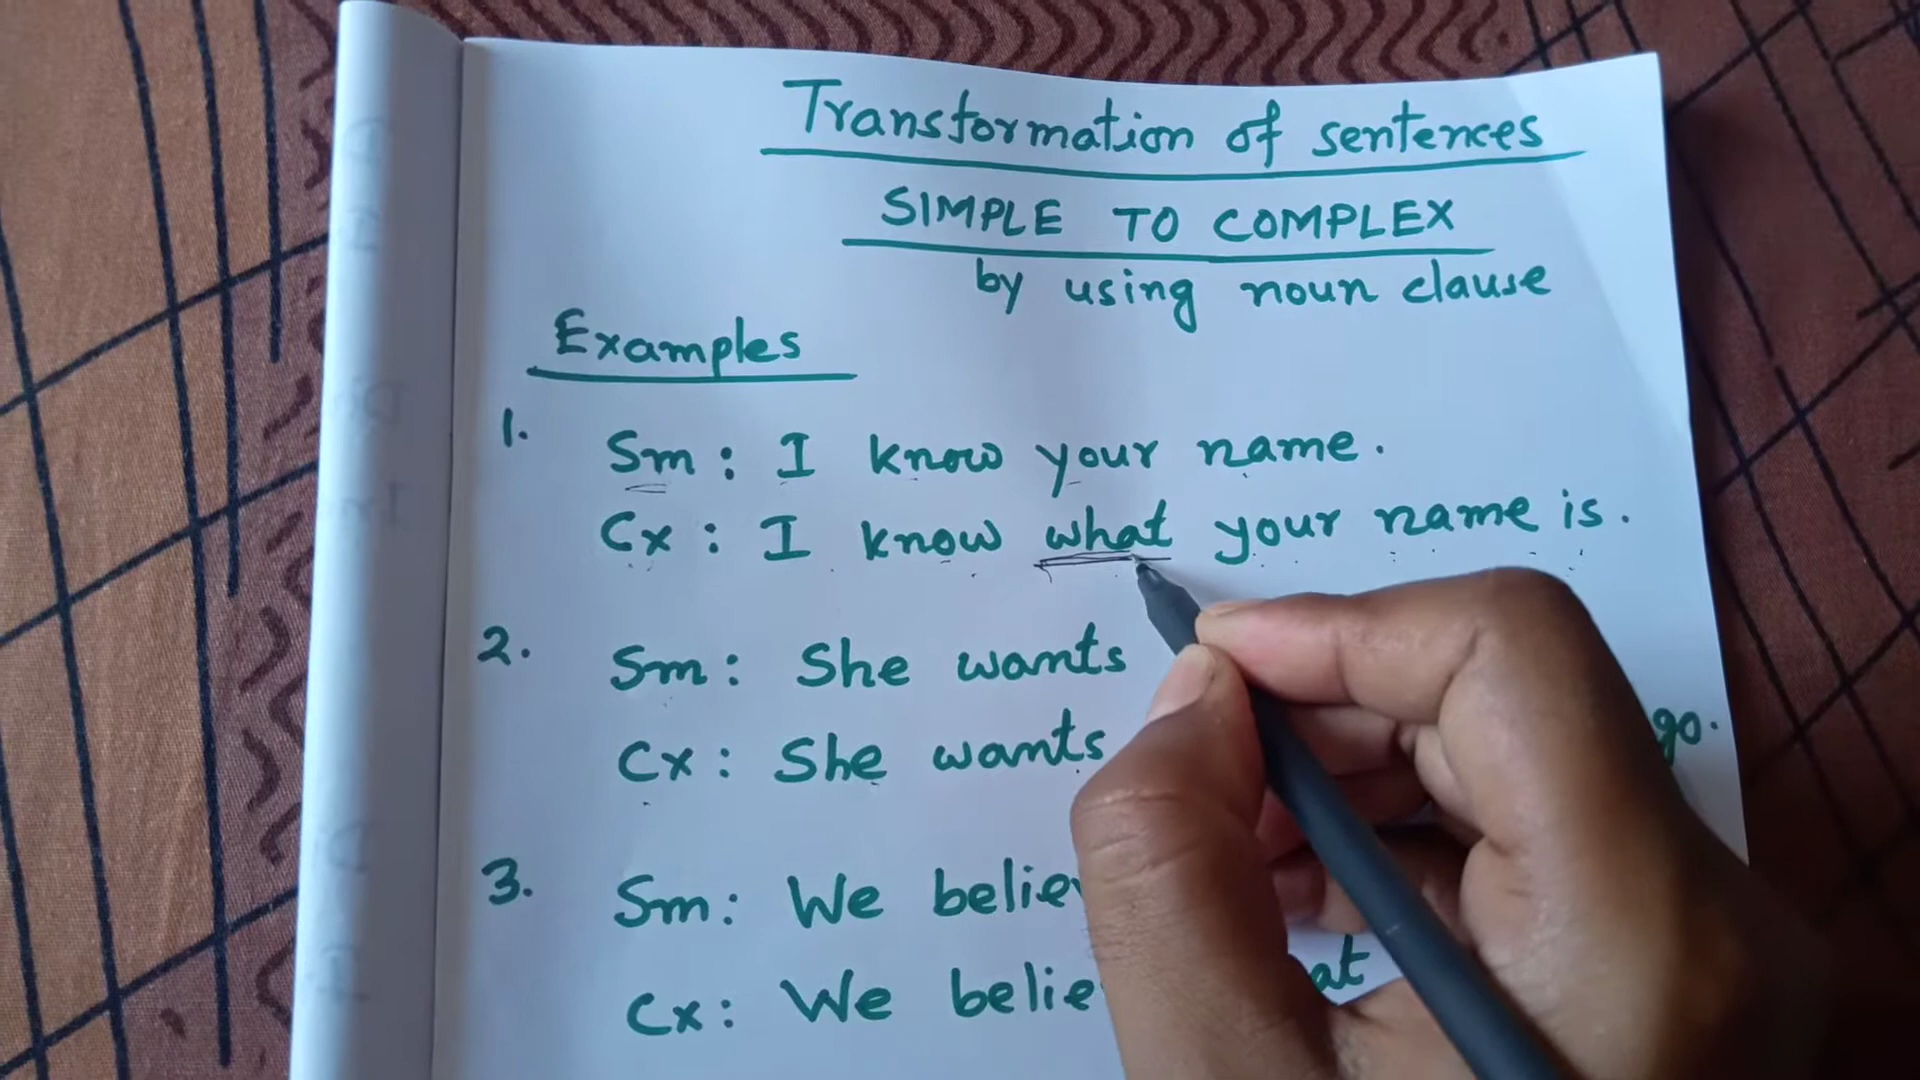 Transformation of sentences
SIMPLE TO COMPLEX
by using noun clause
Examples
1. Sm : I know your name.
Cx : I know what your name is.
2. Sm : She wants
Cx : She wants go.
3. Sm : We
Cx : We